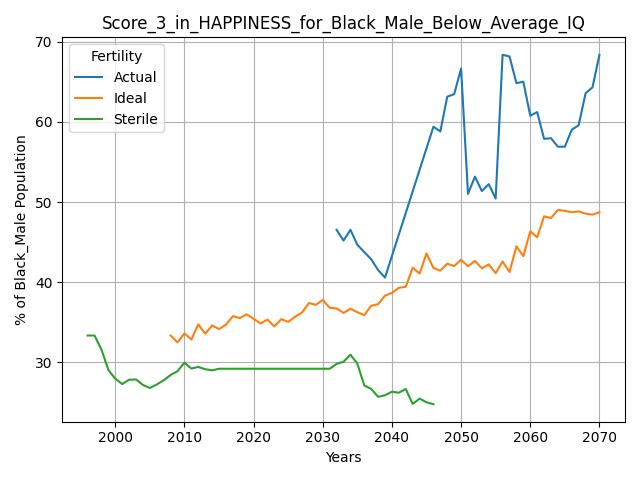 Score_3_in_HAPPINESS_for_Black_Male_Below_Average_IQ
Fertility
Actual
Ideal
Sterile
% of Black_Male Population
70
60
50
40
30
2000
2010
2020
2030
2040
2050
2060
2070
Years